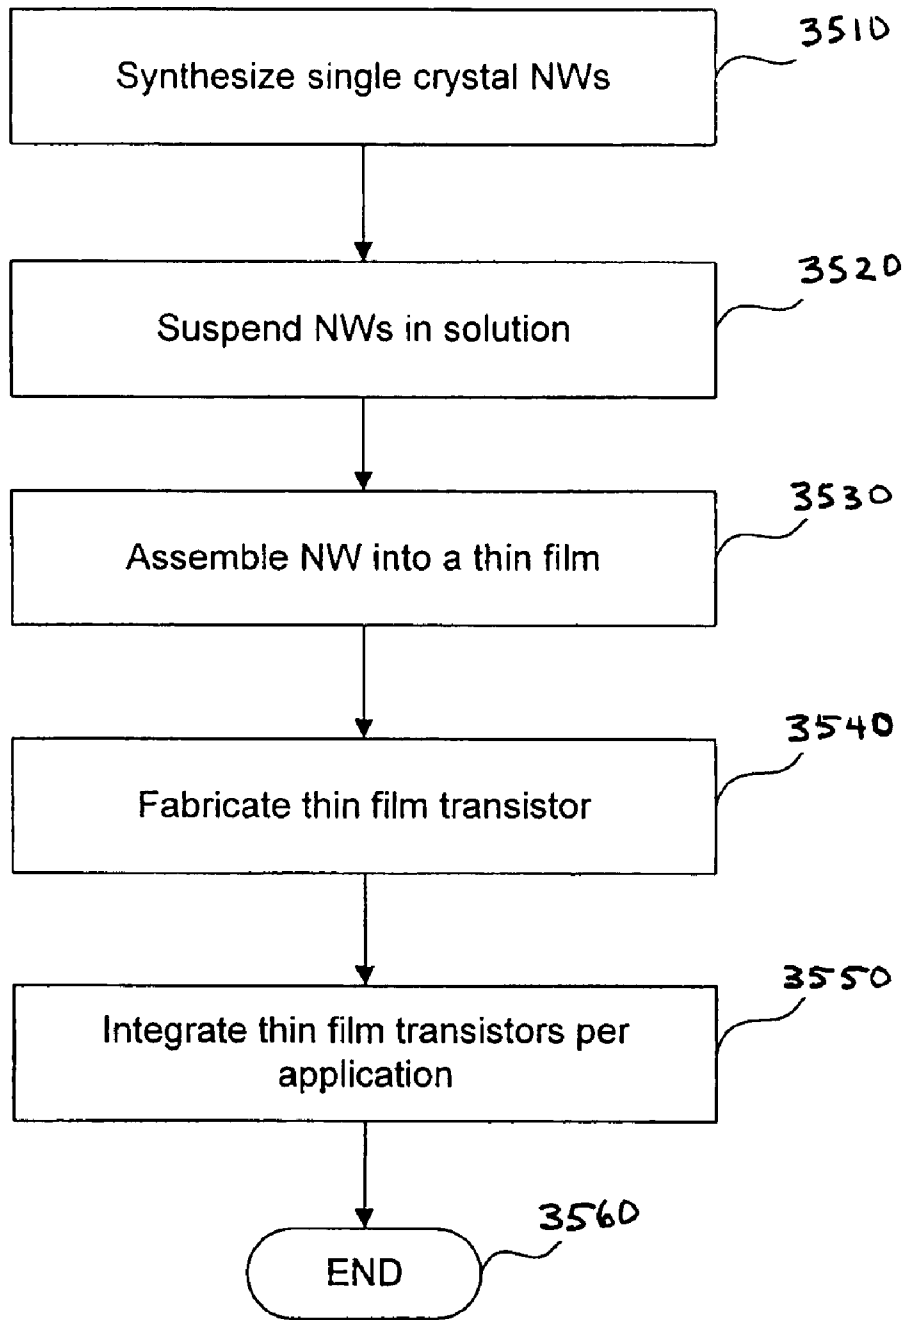 3510
Synthesize single crystal NWs
3520
Suspend NWs in solution
3530
Assemble NW into a thin film
3540
Fabricate thin film transistor
3550
Integrate thin film transistors per
application
3560
END